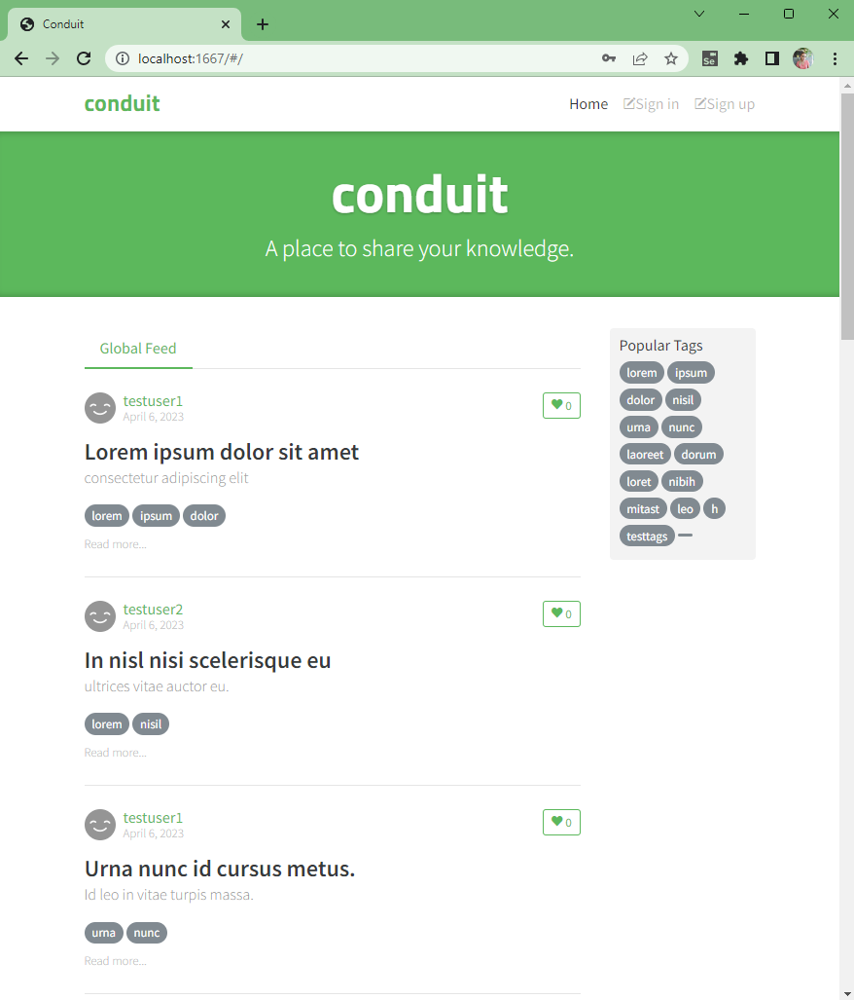 Conduit
localhost:1667/#/
Se
conduit
Home Sign in Sign up
conduit
A place to share your knowledge.
Global Feed
testuser1
April 6, 2023
0
Lorem ipsum dolor sit amet
consectetur adipiscing elit
lorem ipsum dolor
Read more...
testuser2
April 6, 2023
0
In nisl nisi scelerisque eu
ultrices vitae auctor eu.
lorem nisil
Read more...
testuser1
April 6, 2023
0
Urna nunc id cursus metus.
Id leo in vitae turpis massa.
urna nunc
Read more...
Popular Tags
lorem ipsum
dolor nisil
urna nunc
laoreet dorum
loret nibih
mitast leo h
testtags